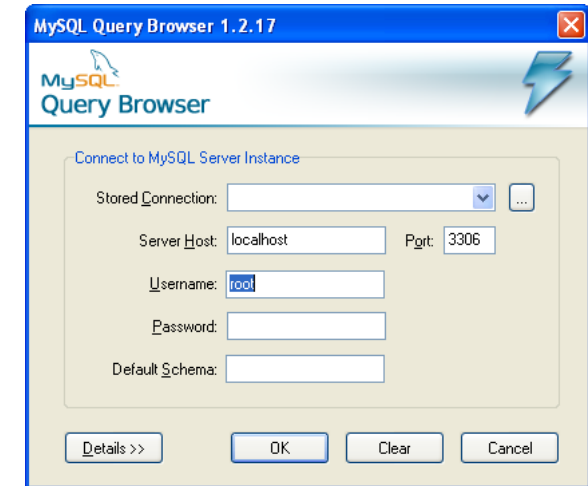 MySQL Query Browser 1.2.17
MySQL
Query Browser
Connect to MySQL Server Instance
Stored Connection: ...
Server Host: localhost Port: 3306
Username: root
Password:
Default Schema:
Details >> OK Clear Cancel